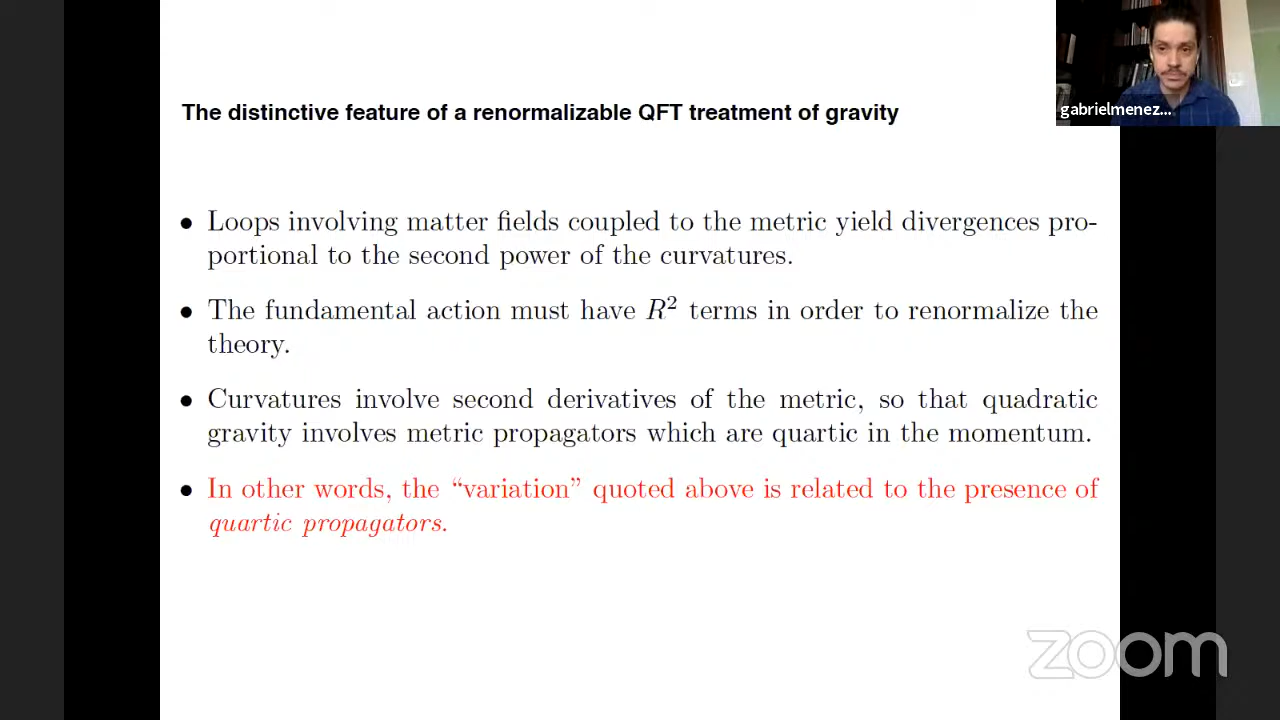 The distinctive feature of a renormalizable QFT treatment of gravity
gabrielmenez...
• Loops involving matter fields coupled to the metric yield divergences pro-
portional to the second power of the curvatures.
• The fundamental action must have R² terms in order to renormalize the
theory.
• Curvatures involve second derivatives of the metric, so that quadratic
gravity involves metric propagators which are quartic in the momentum.
• In other words, the “variation” quoted above is related to the presence of
quartic propagators.
zoom